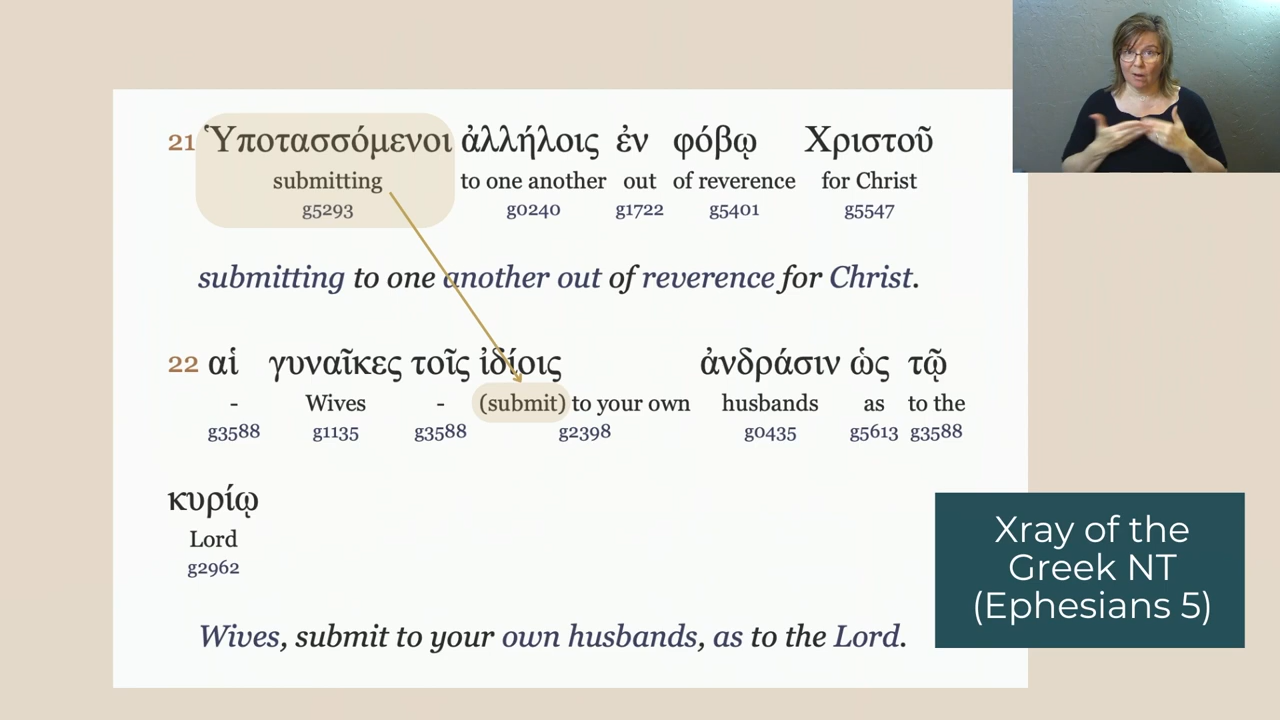 21 Ὑποτασσόμενοι ἀλλήλοις ἐν φόβῳ Χριστοῦ
submitting to one another out of reverence for Christ
g5293 g0240 g1722 g5401 g5547
submitting to one another out of reverence for Christ.
22 αἱ γυναῖκες τοῖς ἰδίοις ἀνδράσιν ὡς τῷ
- Wives - (submit) to your own husbands as to the
g3588 g1135 g3588 g2398 g0435 g5613 g3588
κυρίῳ
Lord
g2962
Wives, submit to your own husbands, as to the Lord.
Xray of the
Greek NT
(Ephesians 5)